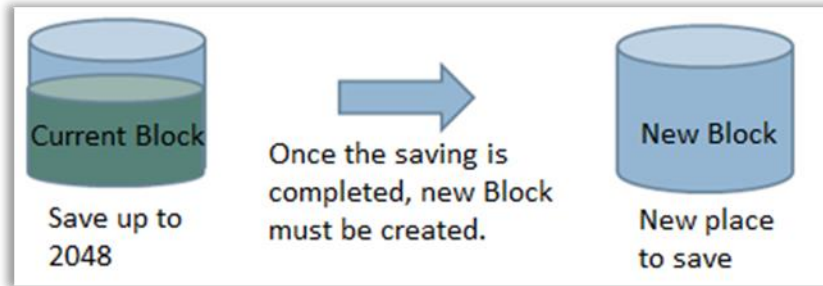 Current Block
Save up to
2048
Once the saving is
completed, new Block
must be created.
New Block
New place
to save